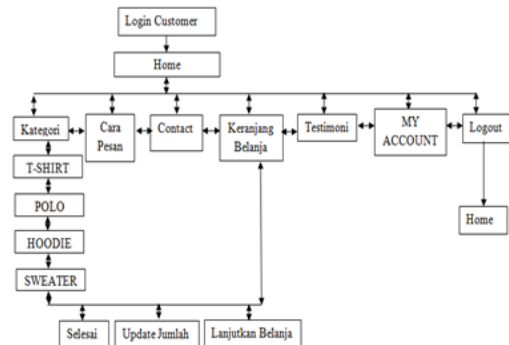 Login Customer
Home
Kategori
Cara
Pesan
Contact
Keranjang
Belanja
Testimoni
MY
ACCOUNT
Logout
T-SHIRT
POLO
HOODIE
SWEATER
Home
Selesai
Update Jumlah
Lanjutkan Belanja